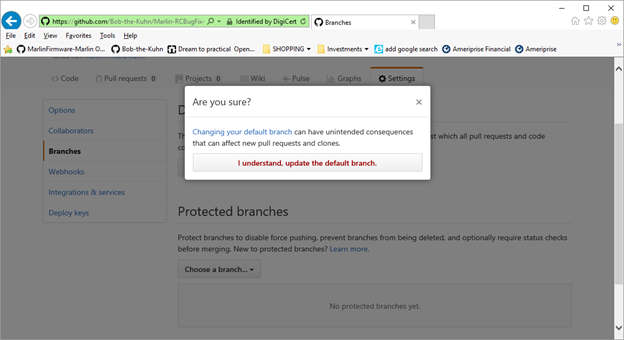 https://github.com/Bob-the-Kuhn/Marlin-RCBugFix
Identified by DigiCert
Branches
File Edit View Favorites Tools Help
MarlinFirmware-Marlin O... Bob-the-Kuhn Dream to practical Open... SHOPPING Investments add google search Ameriprise Financial Ameriprise
Code Pull requests 0 Projects 0 Wiki Pulse Graphs Settings
Are you sure? ×
Options
Collaborators
Branches
Webhooks
Integrations & services
Deploy keys
Changing your default branch can have unintended consequences
that can affect new pull requests and clones.
I understand, update the default branch.
D
Th
st which all pull requests and code
co
Protected branches
Protect branches to disable force pushing, prevent branches from being deleted, and optionally require status checks
before merging. New to protected branches? Learn more.
Choose a branch...
No protected branches yet.